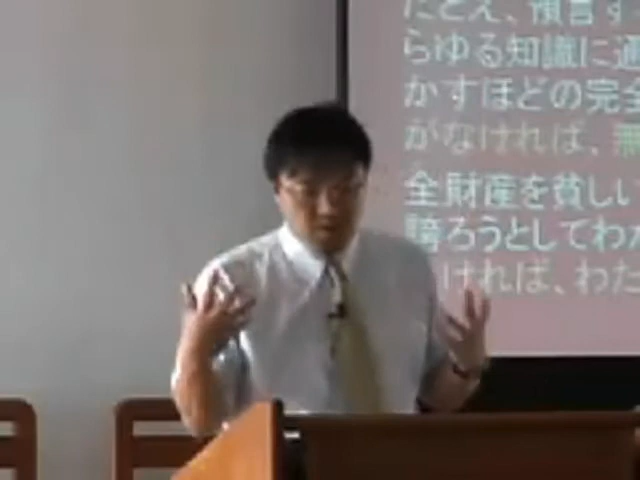 たとえ、預言す
らゆる知識に通
かすほどの完全
がなければ、無
全財産を貧しい
誇ろうとしてわが
ければ、わた